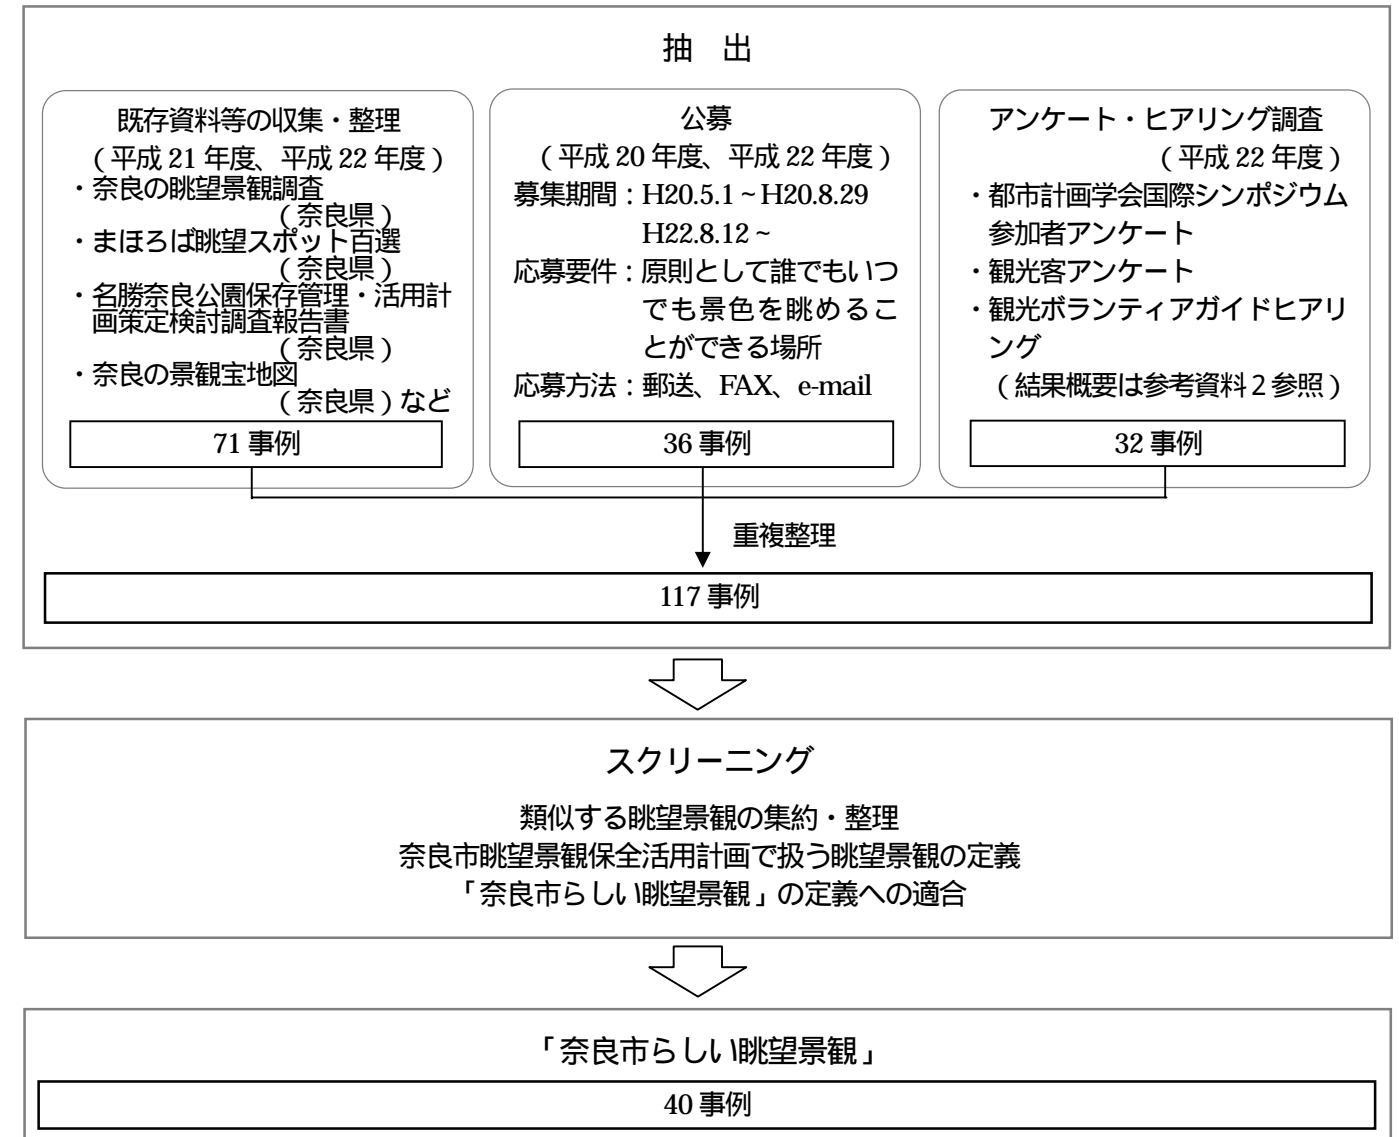 抽 出
既存資料等の収集・整理
(平成 21 年度、平成 22 年度)
・奈良の眺望景観調査
(奈良県)
・まほろば眺望スポット百選
(奈良県)
・名勝奈良公園保存管理・活用計
画策定検討調査報告書
(奈良県)
・奈良の景観宝地図
(奈良県)など
71 事例
公募
(平成 20 年度、平成 22 年度)
募集期間：H20.5.1～H20.8.29
H22.8.12～
応募要件：原則として誰でもいつ
でも景色を眺めるこ
とができる場所
応募方法：郵送、FAX、e-mail
36 事例
アンケート・ヒアリング調査
(平成 22 年度)
・都市計画学会国際シンポジウム
参加者アンケート
・観光客アンケート
・観光ボランティアガイドヒアリ
ング
(結果概要は参考資料２参照)
32 事例
重複整理
117 事例
スクリーニング
類似する眺望景観の集約・整理
奈良市眺望景観保全活用計画で扱う眺望景観の定義
「奈良市らしい眺望景観」の定義への適合
「奈良市らしい眺望景観」
40 事例